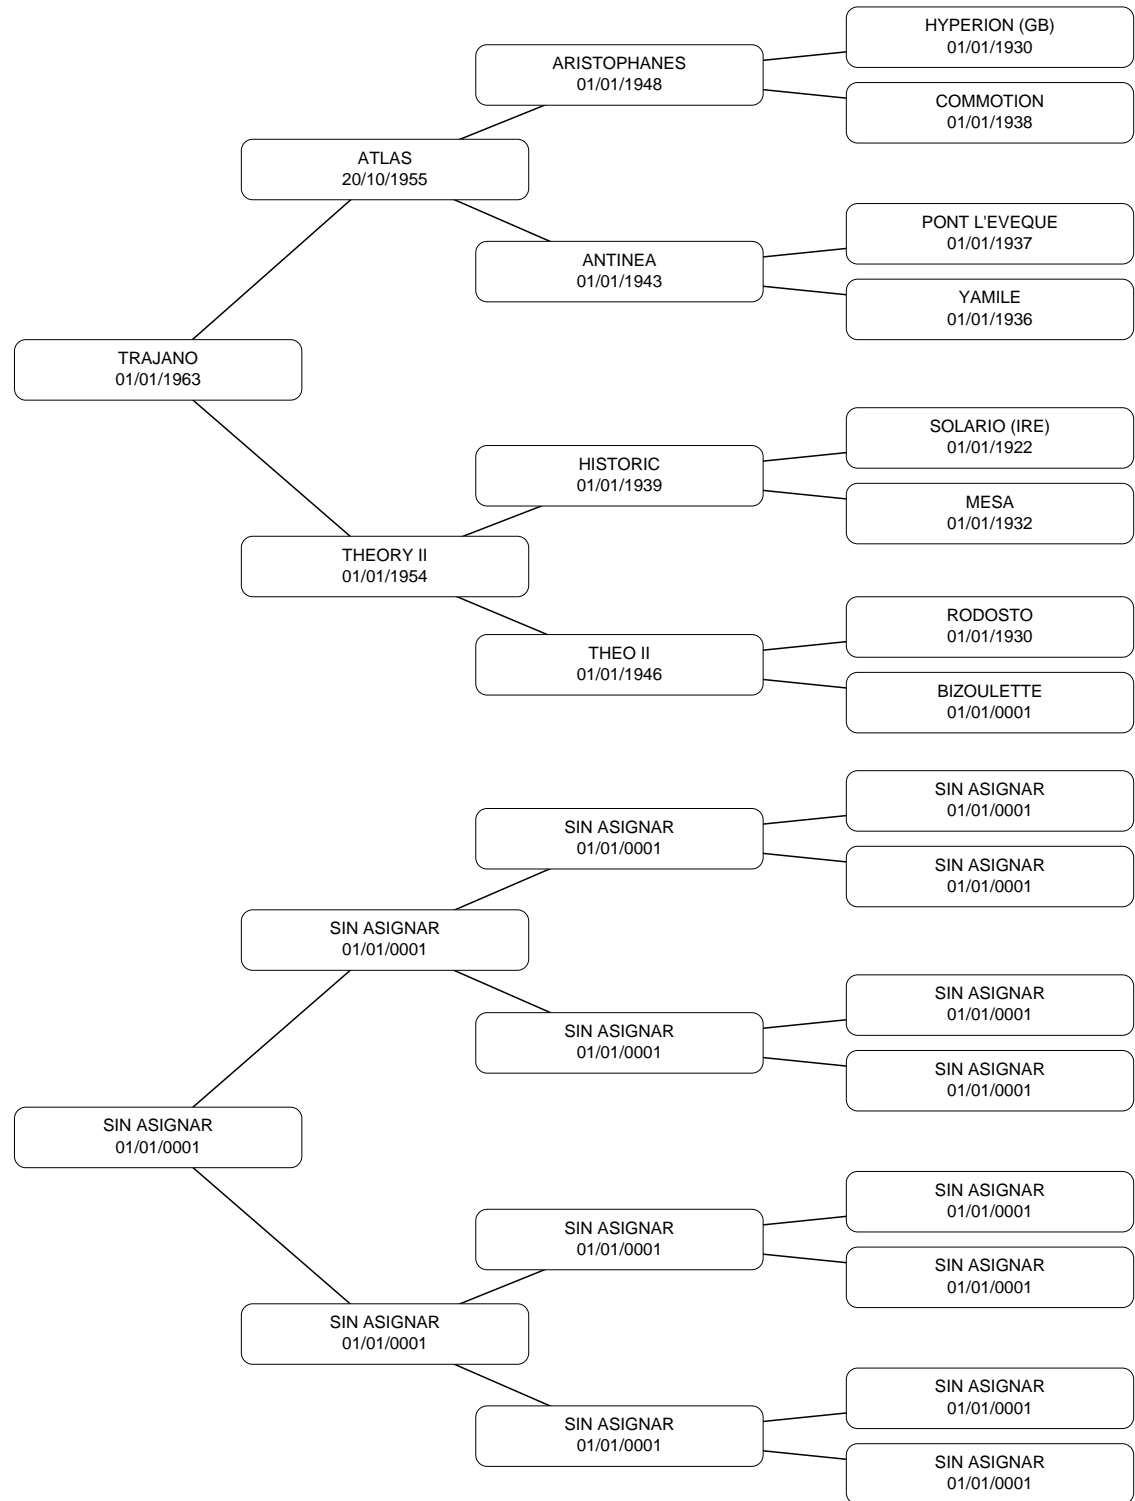 HYPERION (GB)
01/01/1930
ARISTOPHANES
01/01/1948
COMMOTION
01/01/1938
ATLAS
20/10/1955
PONT L'EVEQUE
01/01/1937
ANTINEA
01/01/1943
YAMILE
01/01/1936
TRAJANO
01/01/1963
SOLARIO (IRE)
01/01/1922
HISTORIC
01/01/1939
MESA
01/01/1932
THEORY II
01/01/1954
RODOSTO
01/01/1930
THEO II
01/01/1946
BIZOULETTE
01/01/0001
SIN ASIGNAR
01/01/0001
SIN ASIGNAR
01/01/0001
SIN ASIGNAR
01/01/0001
SIN ASIGNAR
01/01/0001
SIN ASIGNAR
01/01/0001
SIN ASIGNAR
01/01/0001
SIN ASIGNAR
01/01/0001
SIN ASIGNAR
01/01/0001
SIN ASIGNAR
01/01/0001
SIN ASIGNAR
01/01/0001
SIN ASIGNAR
01/01/0001
SIN ASIGNAR
01/01/0001
SIN ASIGNAR
01/01/0001
SIN ASIGNAR
01/01/0001
SIN ASIGNAR
01/01/0001